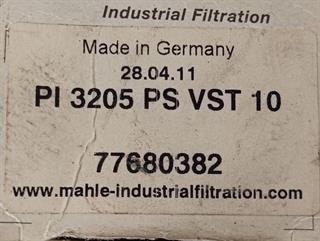 Industrial Filtration
Made in Germany
28.04.11
PI 3205 PS VST 10
77680382
www.mahle-industrialfiltration.com